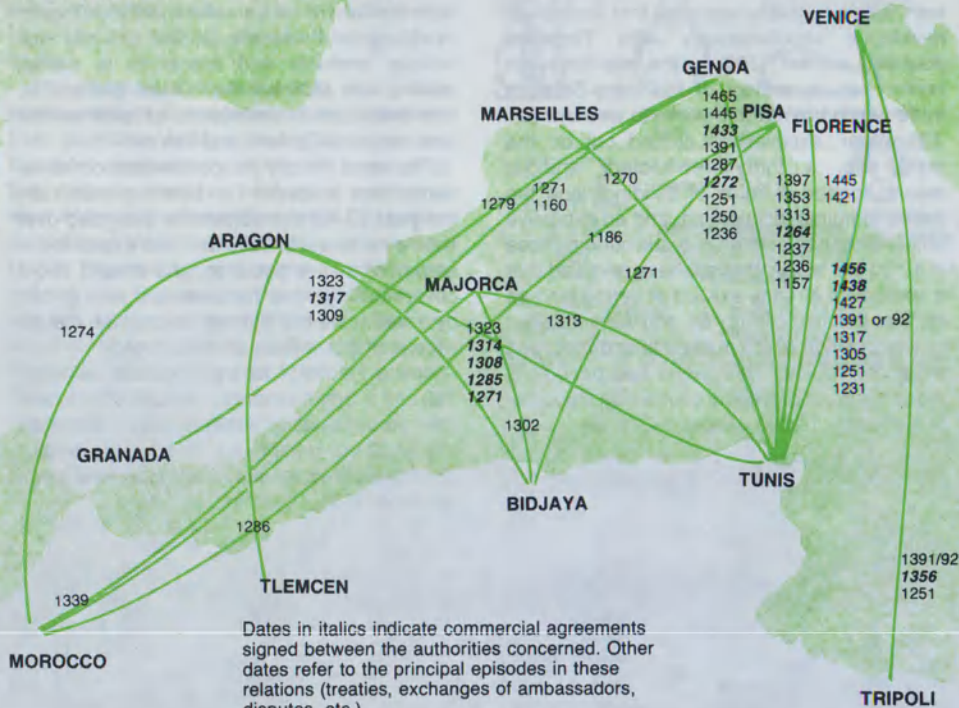 VENICE
GENOA
MARSEILLES
PISA
FLORENCE
1465
1445
1433
1391
1287
1272
1251
1250
1236
1397
1353
1313
1264
1237
1236
1157
1445
1421
1270
1271
1160
1279
1186
1271
ARAGON
1323
1317
1309
MAJORCA
1274
1313
1323
1314
1308
1285
1271
1302
1456
1438
1427
1391 or 92
1317
1305
1251
1231
GRANADA
TUNIS
BIDJAYA
1286
TLEMCEN
1339
MOROCCO
1391/92
1356
1251
TRIPOLI
Dates in italics indicate commercial agreements
signed between the authorities concerned. Other
dates refer to the principal episodes in these
relations (treaties, exchanges of ambassadors,
disputes, etc.)